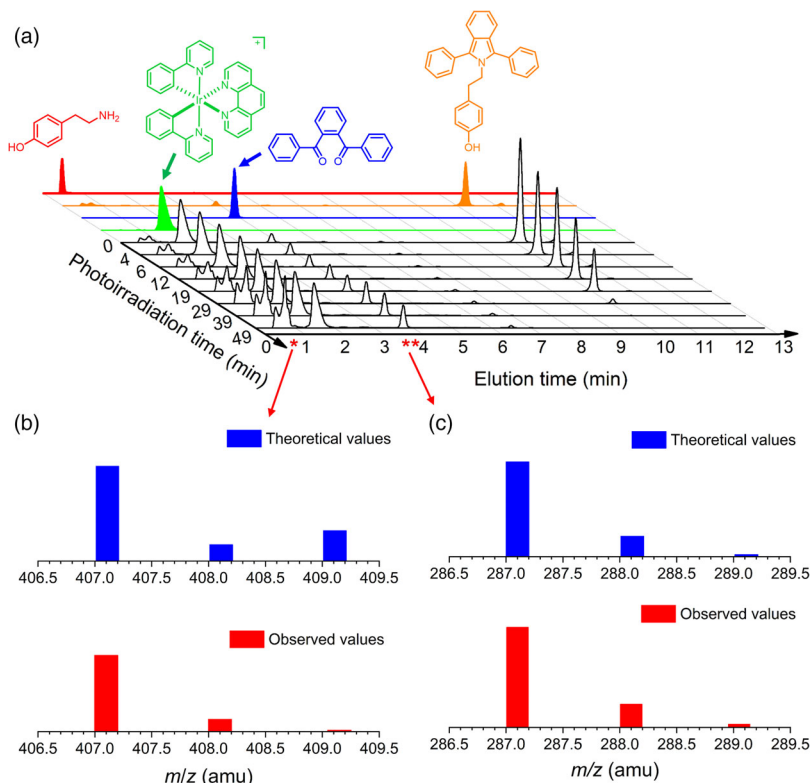 (a)
+
NH₂
HO
N
N
Ir
N
N
O
O
N
OH
0
4
6
12
19
29
39
49
Photoirradiation time (min)
0 1 2 3 4 5 6 7 8 9 10 11 12 13
* **
Elution time (min)
(b)
Theoretical values
406.5 407.0 407.5 408.0 408.5 409.0 409.5
Observed values
406.5 407.0 407.5 408.0 408.5 409.0 409.5
m/z (amu)
(c)
Theoretical values
286.5 287.0 287.5 288.0 288.5 289.0 289.5
Observed values
286.5 287.0 287.5 288.0 288.5 289.0 289.5
m/z (amu)